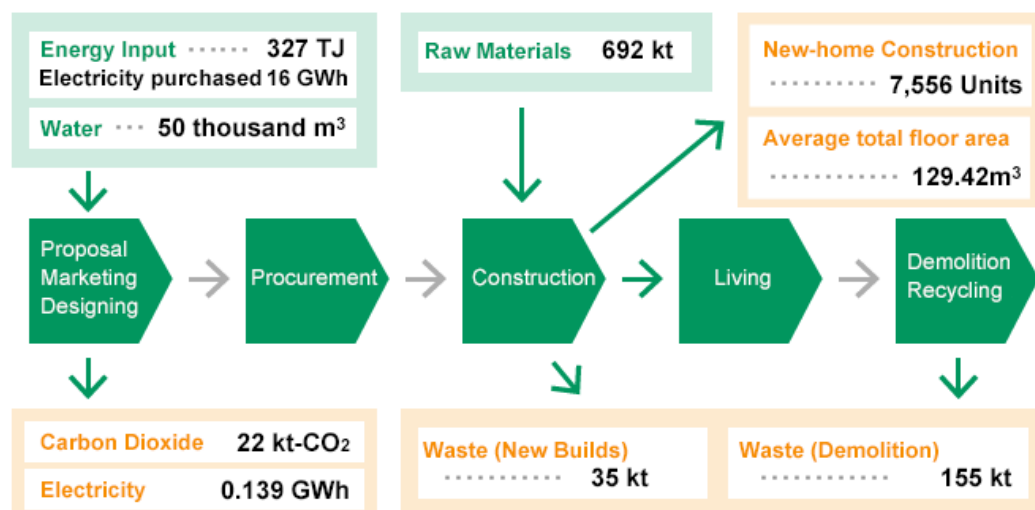 Energy Input ······ 327 TJ
Electricity purchased 16 GWh
Water ··· 50 thousand m³
Raw Materials 692 kt
New-home Construction
··········· 7,556 Units
Average total floor area
············ 129.42m³
Proposal
Marketing
Designing
Procurement
Construction
Living
Demolition
Recycling
Carbon Dioxide 22 kt-CO₂
Electricity 0.139 GWh
Waste (New Builds)
··········· 35 kt
Waste (Demolition)
············ 155 kt